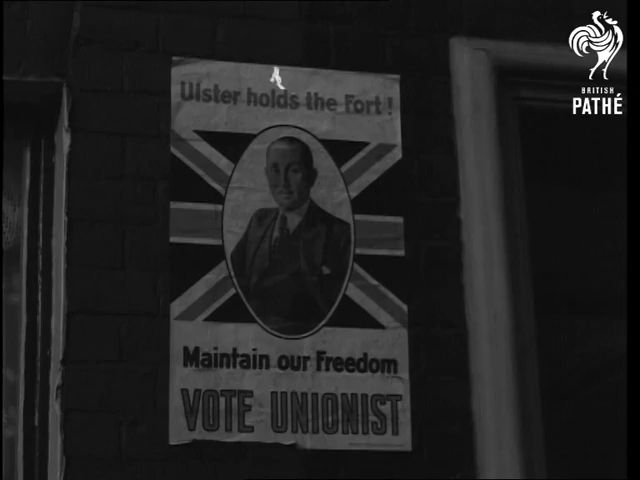 BRITISH
PATHÉ
Ulster holds the Fort!
Maintain our Freedom
VOTE UNIONIST